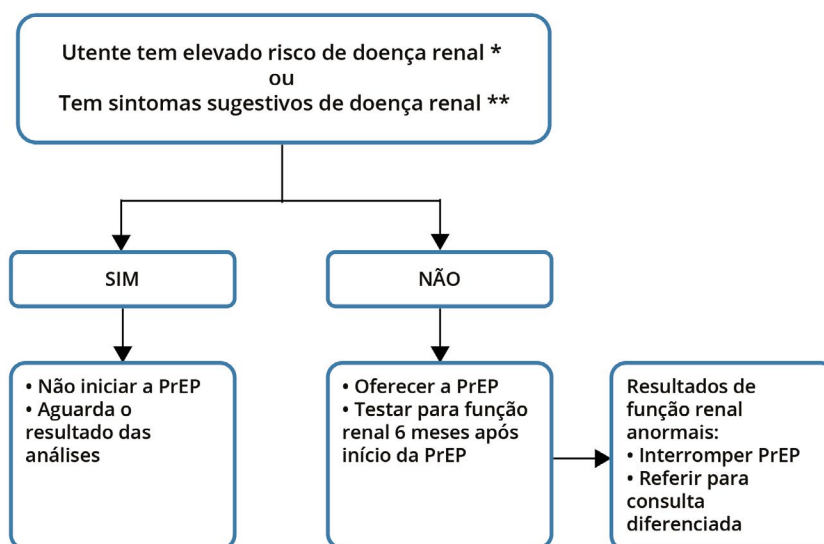 Utente tem elevado risco de doença renal *
ou
Tem sintomas sugestivos de doença renal **
SIM
NÃO
• Não iniciar a PrEP
• Aguarda o
resultado das
análises
• Oferecer a PrEP
• Testar para função
renal 6 meses após
início da PrEP
Resultados de
função renal
anormais:
• Interromper PrEP
• Referir para
consulta
diferenciada